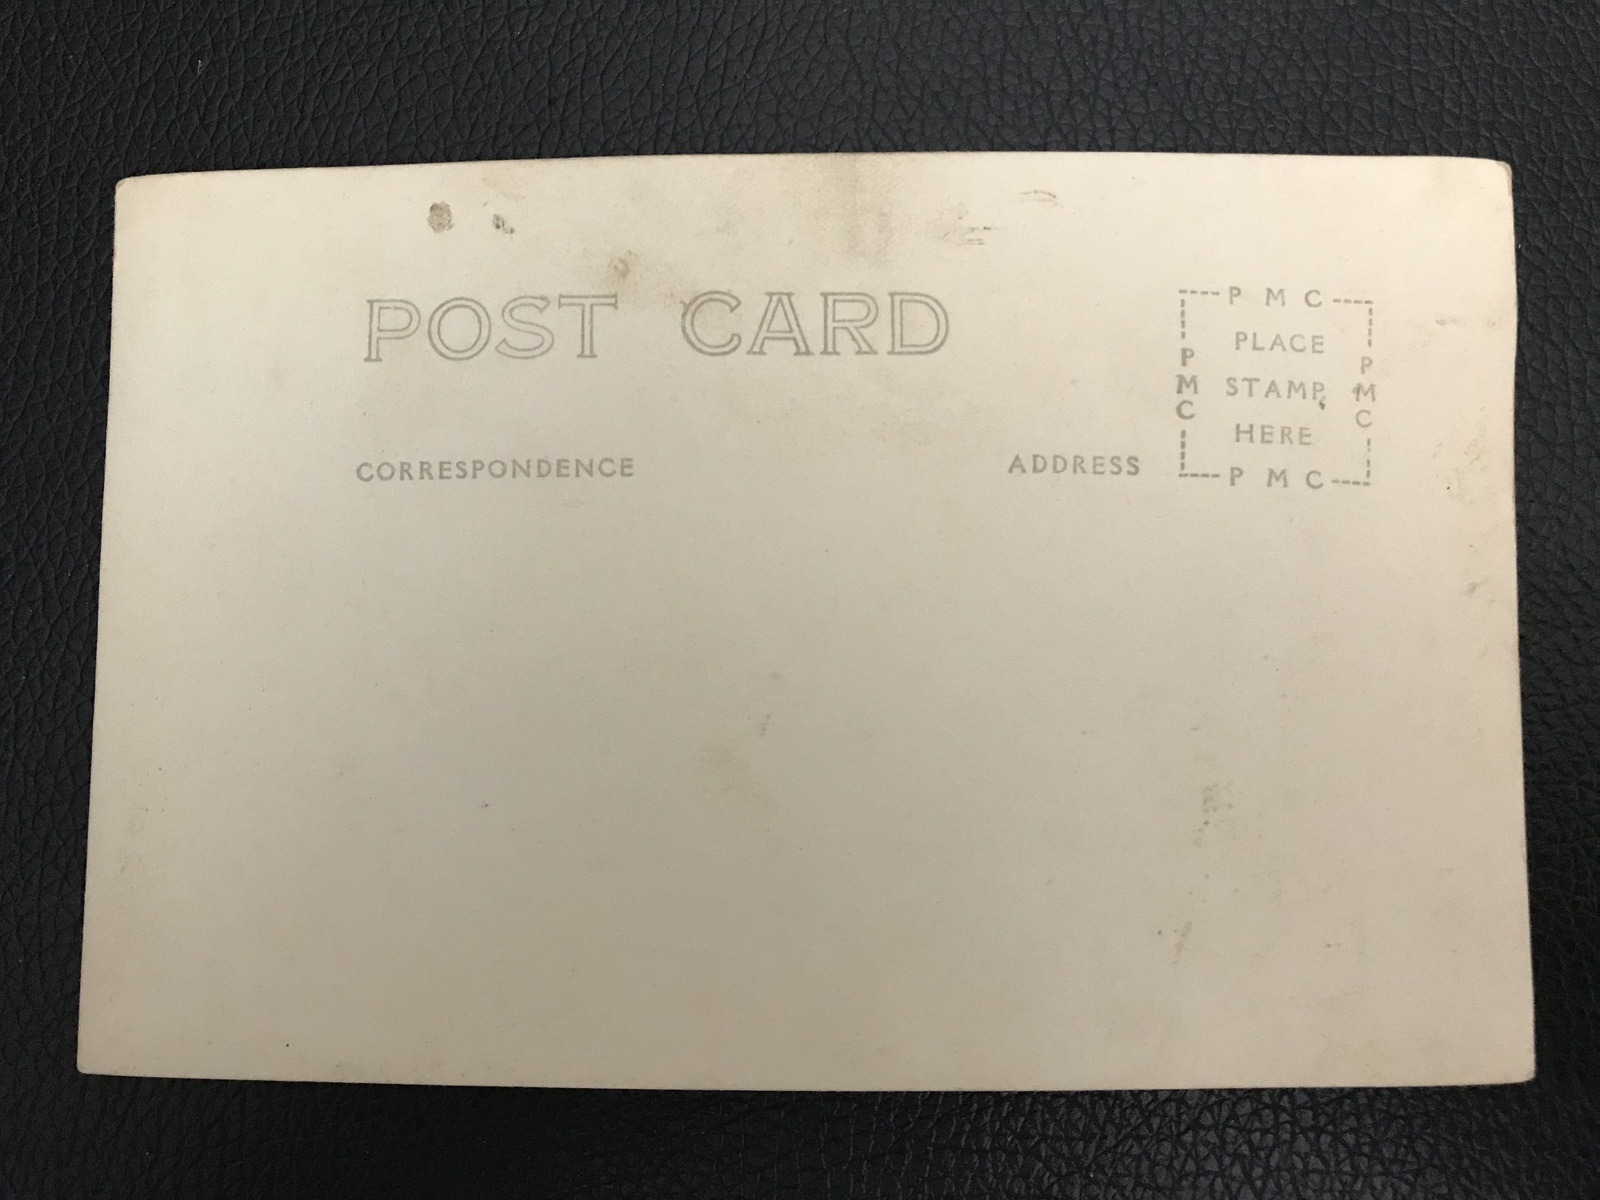 POST CARD
CORRESPONDENCE
ADDRESS
P M C
PLACE
STAMP
HERE
P M C
P M C
P M C